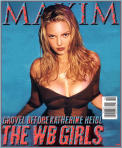 MAXIM
GROVEL BEFORE KATHERINE HEIGL
THE WB GIRLS